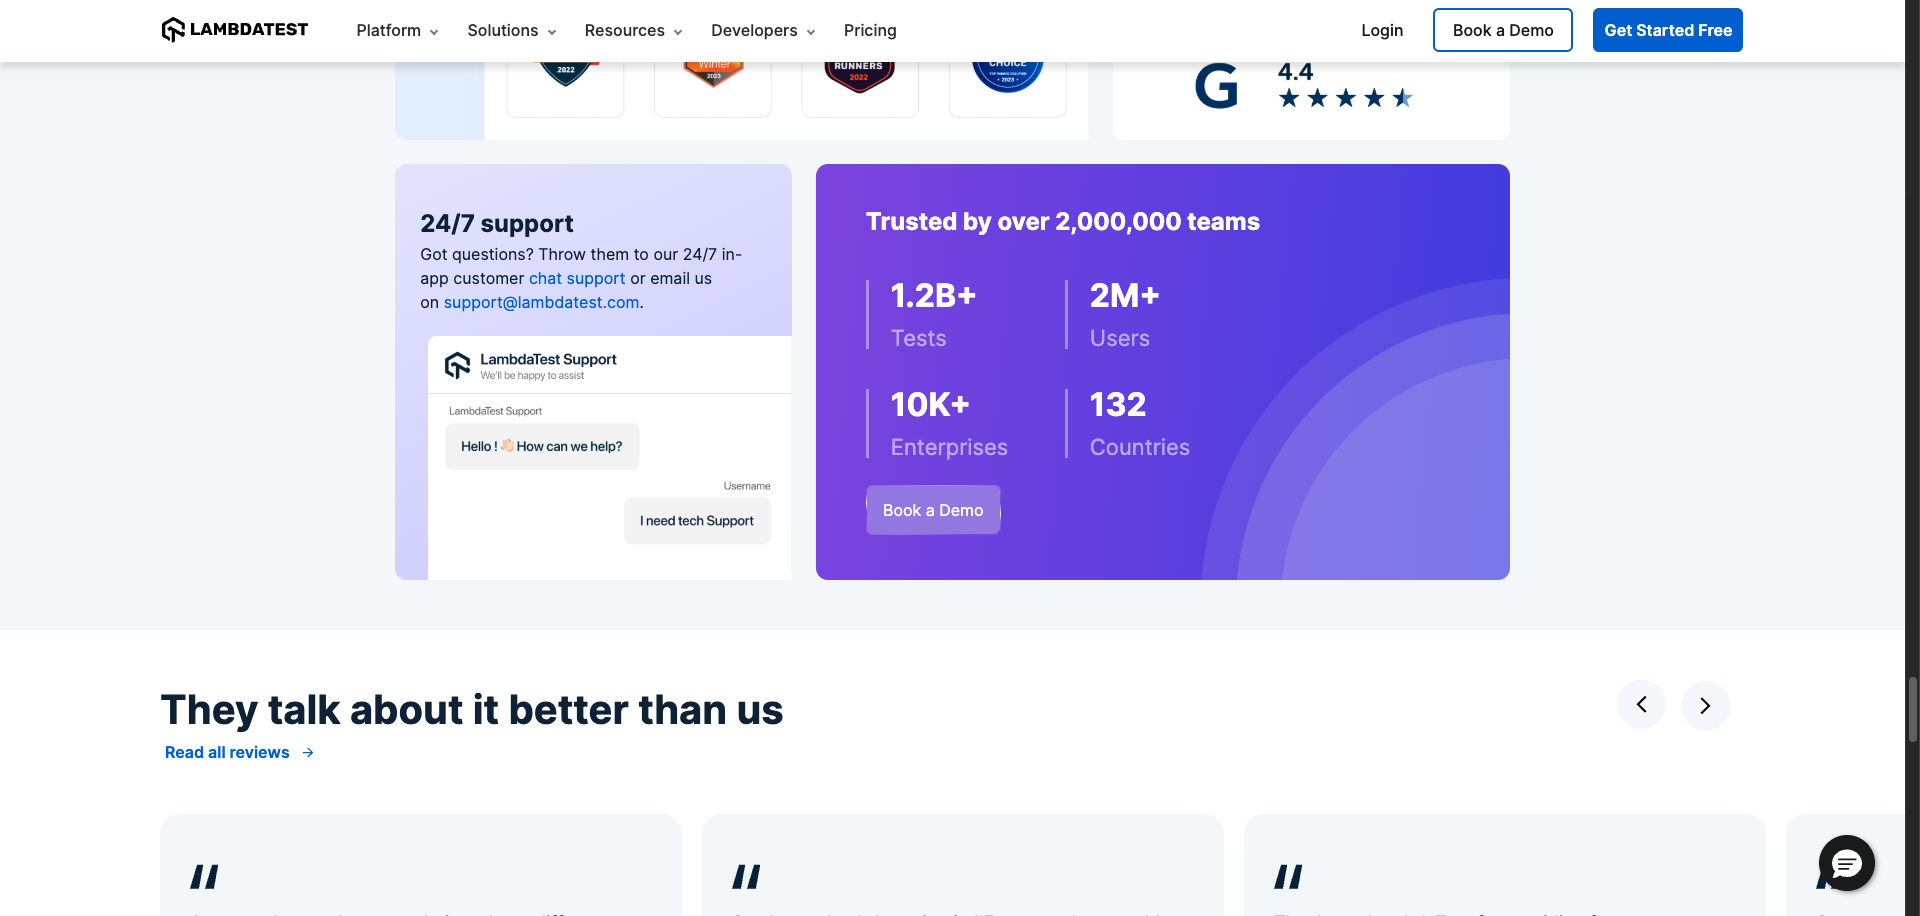 LAMBDATEST
Platform
Solutions
Resources
Developers
Pricing
Login
Book a Demo
Get Started Free
2022
Winter
2023
RUNNERS
2022
CHOICE
2023
G
4.4
24/7 support
Got questions? Throw them to our 24/7 in-
app customer chat support or email us
on support@lambdatest.com.
LambdaTest Support
We'll be happy to assist
LambdaTest Support
Hello ! 👋🏻 How can we help?
Username
I need tech Support
Trusted by over 2,000,000 teams
1.2B+
Tests
2M+
Users
10K+
Enterprises
132
Countries
Book a Demo
They talk about it better than us
Read all reviews →